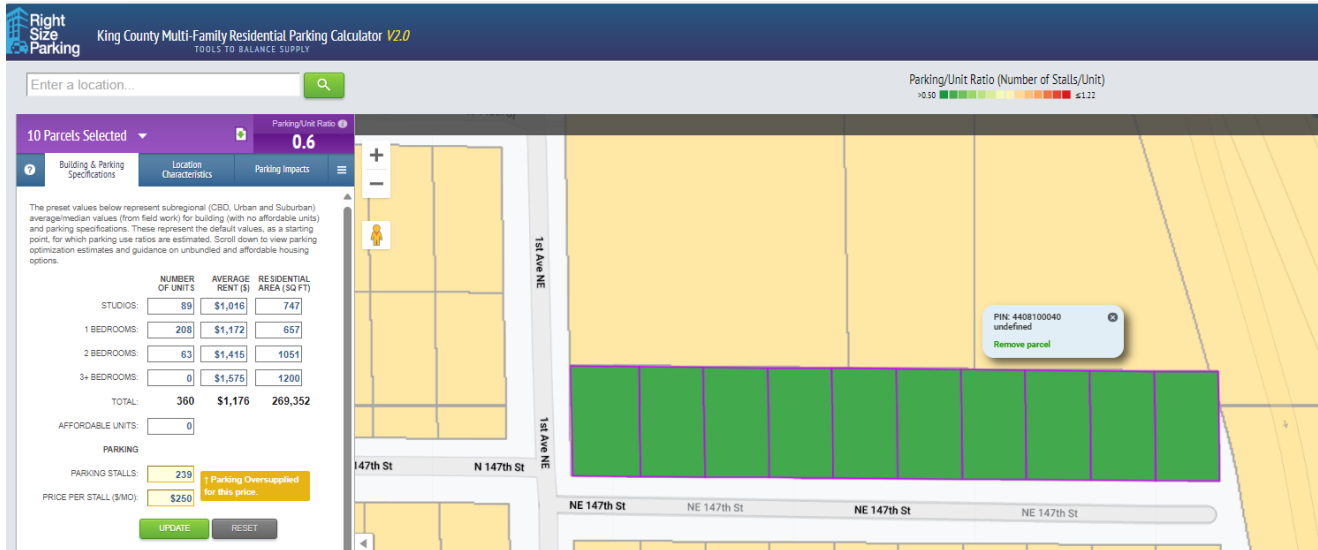 Right
Size
Parking
King County Multi-Family Residential Parking Calculator V2.0
TOOLS TO BALANCE SUPPLY
Enter a location...
Parking/Unit Ratio (Number of Stalls/Unit)
>0.50 ≤1.22
10 Parcels Selected
Parking/Unit Ratio
0.6
Building & Parking
Specifications
Location
Characteristics
Parking Impacts
The preset values below represent subregional (CBD, Urban and Suburban)
average/median values (from field work) for building (with no affordable units)
and parking specifications. These represent the default values, as a starting
point, for which parking use ratios are estimated. Scroll down to view parking
optimization estimates and guidance on unbundled and affordable housing
options.
NUMBER
OF UNITS
AVERAGE
RENT ($)
RESIDENTIAL
AREA (SQ FT)
STUDIOS: 89 $1,016 747
1 BEDROOMS: 208 $1,172 657
2 BEDROOMS: 63 $1,415 1051
3+ BEDROOMS: 0 $1,575 1200
TOTAL: 360 $1,176 269,352
AFFORDABLE UNITS: 0
PARKING
PARKING STALLS: 239
PRICE PER STALL ($/MO): $250
↑ Parking Oversupplied
for this price.
UPDATE RESET
+
−
1st Ave NE
PIN: 4408100040
undefined
Remove parcel
1st Ave NE
147th St
N 147th St
NE 147th St
NE 147th St
NE 147th St
NE 147th St